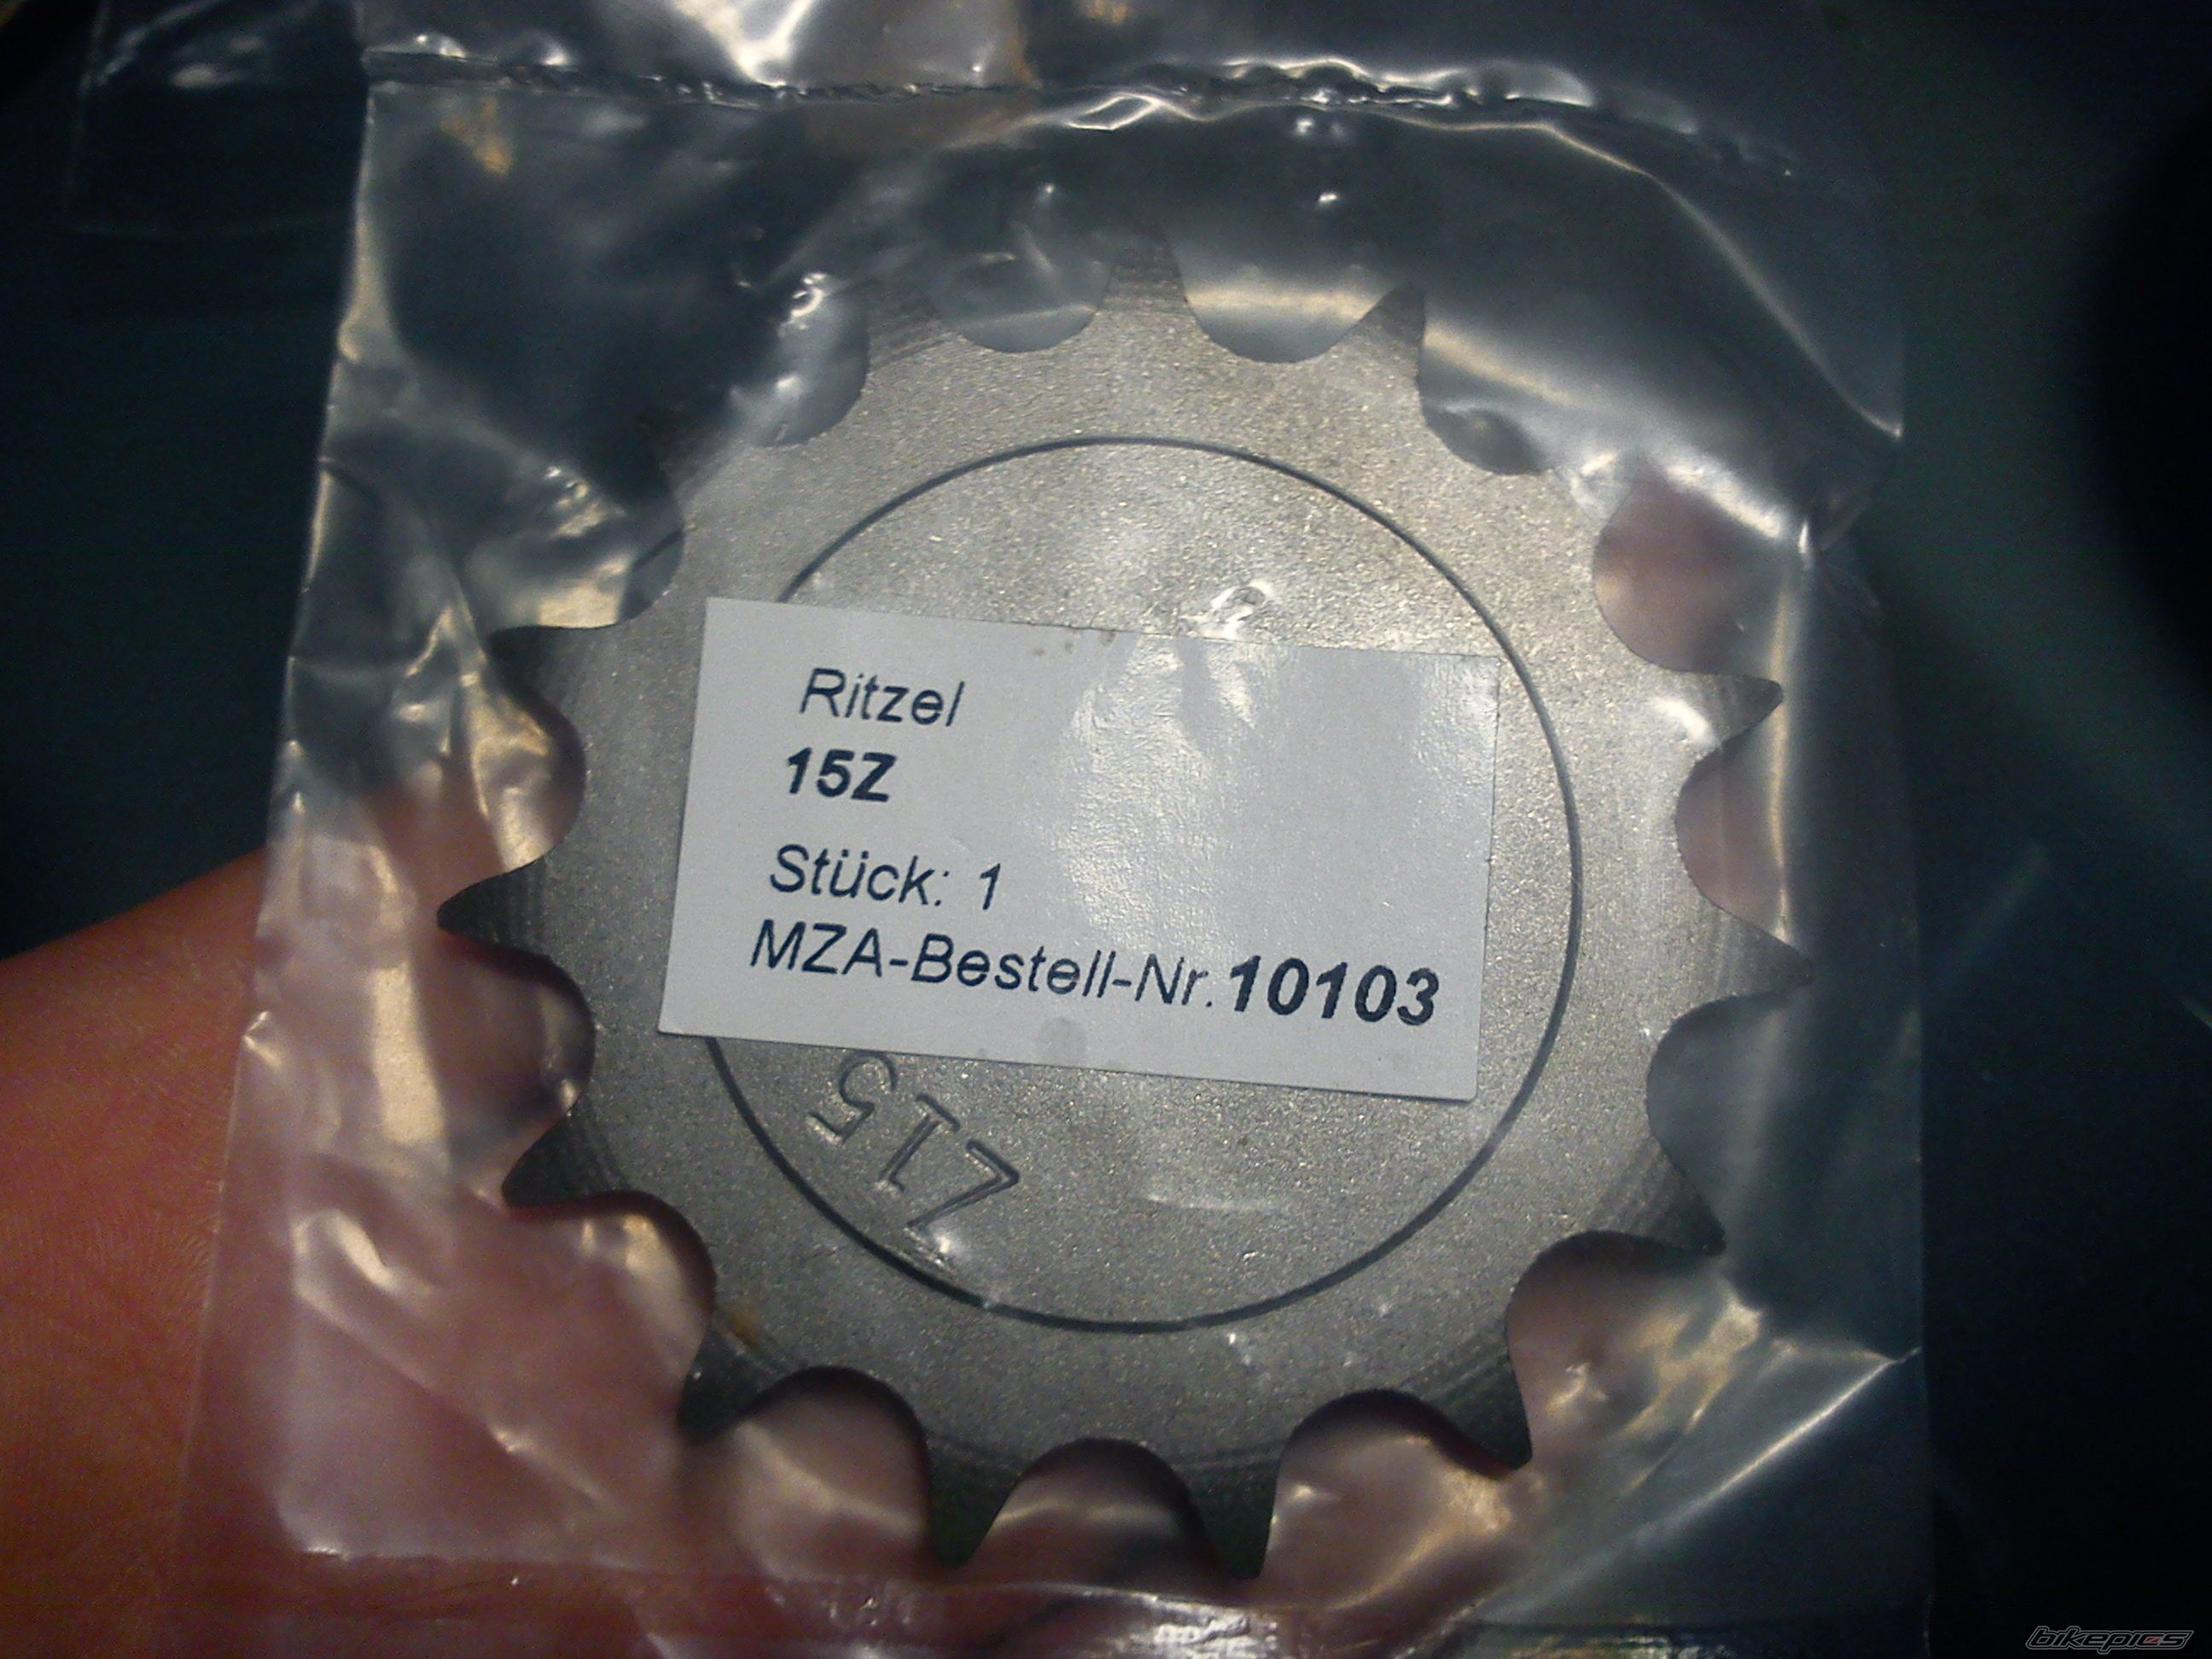 Ritzel
15Z
Stück: 1
MZA-Bestell-Nr.10103
Z15
bikepics